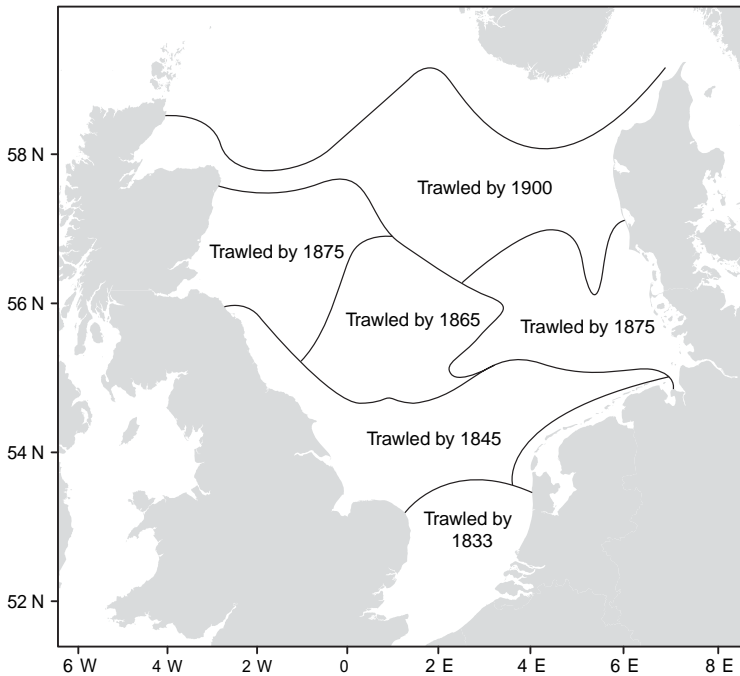 58 N
Trawled by 1900
Trawled by 1875
56 N
Trawled by 1865
Trawled by 1875
54 N
Trawled by 1845
Trawled by
1833
52 N
6 W 4 W 2 W 0 2 E 4 E 6 E 8 E